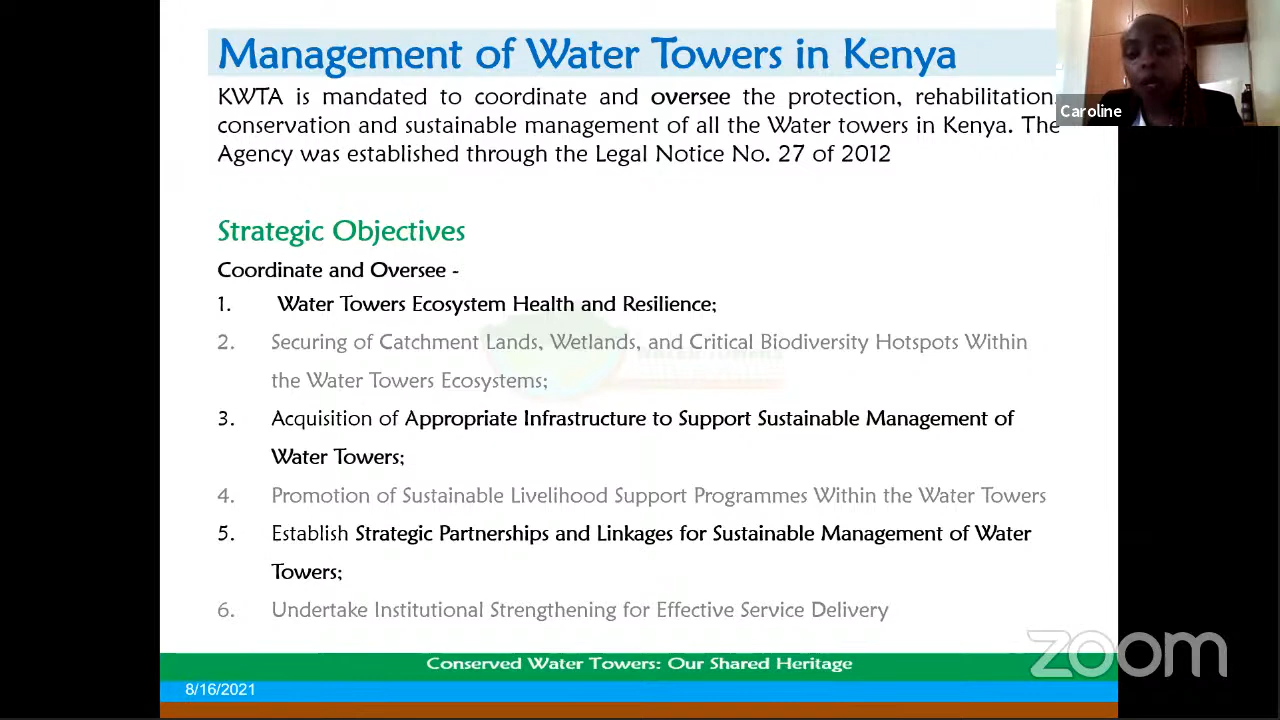 Management of Water Towers in Kenya
KWTA is mandated to coordinate and oversee the protection, rehabilitation,
conservation and sustainable management of all the Water towers in Kenya. The
Agency was established through the Legal Notice No. 27 of 2012
Caroline
Strategic Objectives
Coordinate and Oversee -
1. Water Towers Ecosystem Health and Resilience;
2. Securing of Catchment Lands, Wetlands, and Critical Biodiversity Hotspots Within
the Water Towers Ecosystems;
WATER TOWERS
3. Acquisition of Appropriate Infrastructure to Support Sustainable Management of
Water Towers;
4. Promotion of Sustainable Livelihood Support Programmes Within the Water Towers
5. Establish Strategic Partnerships and Linkages for Sustainable Management of Water
Towers;
6. Undertake Institutional Strengthening for Effective Service Delivery
zoom
Conserved Water Towers: Our Shared Heritage
8/16/2021